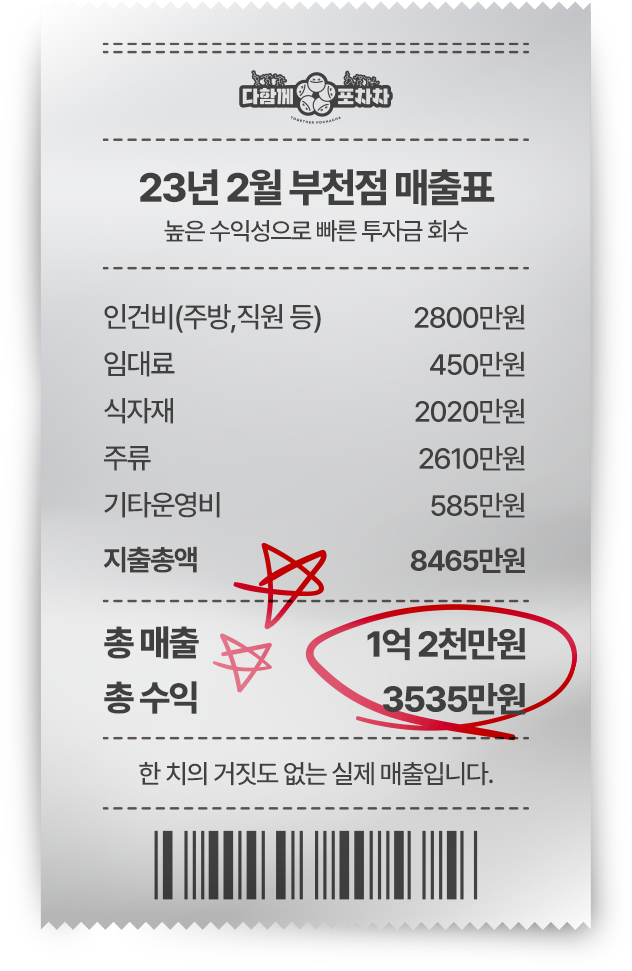 다함께 포차차
TOGETHER POCHACHA
23년 2월 부천점 매출표
높은 수익성으로 빠른 투자금 회수
인건비(주방,직원 등) 2800만원
임대료 450만원
식자재 2020만원
주류 2610만원
기타운영비 585만원
지출총액 8465만원
총 매출 1억 2천만원
총 수익 3535만원
한 치의 거짓도 없는 실제 매출입니다.